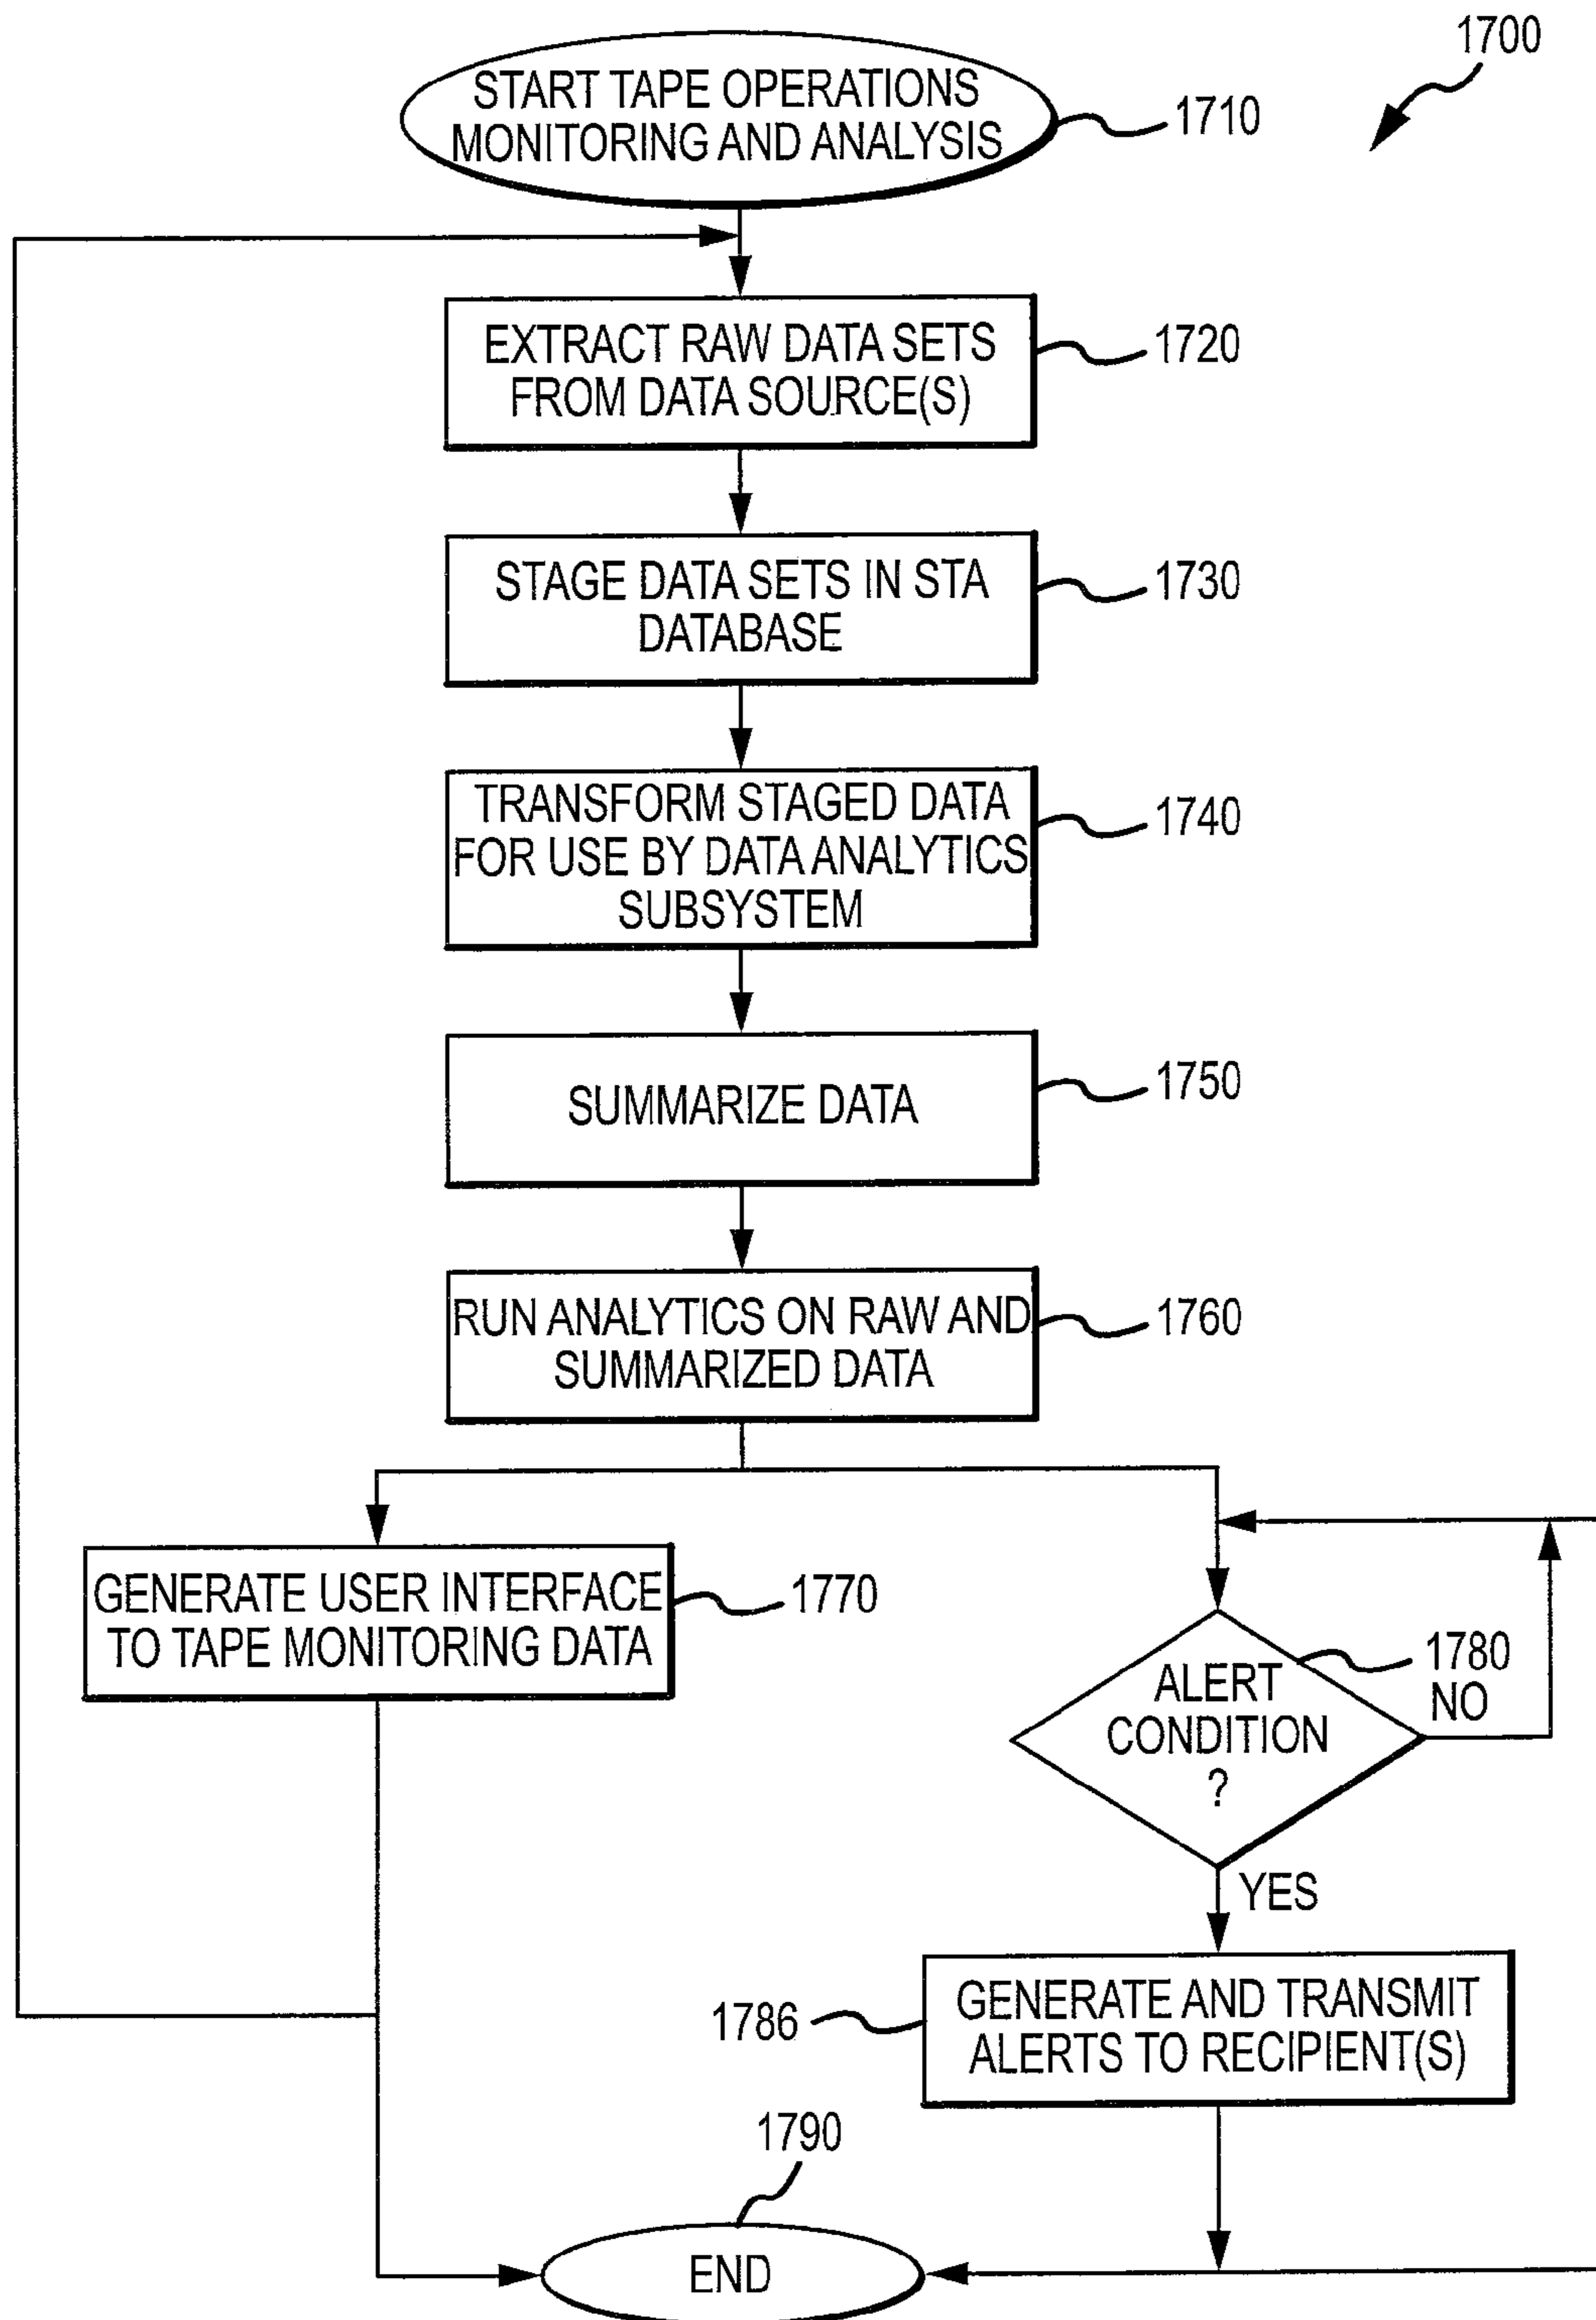 1700
START TAPE OPERATIONS
MONITORING AND ANALYSIS
1710
EXTRACT RAW DATA SETS
FROM DATA SOURCE(S)
1720
STAGE DATA SETS IN STA
DATABASE
1730
TRANSFORM STAGED DATA
FOR USE BY DATA ANALYTICS
SUBSYSTEM
1740
SUMMARIZE DATA
1750
RUN ANALYTICS ON RAW AND
SUMMARIZED DATA
1760
GENERATE USER INTERFACE
TO TAPE MONITORING DATA
1770
ALERT
CONDITION
?
1780
NO
YES
GENERATE AND TRANSMIT
ALERTS TO RECIPIENT(S)
1786
1790
END